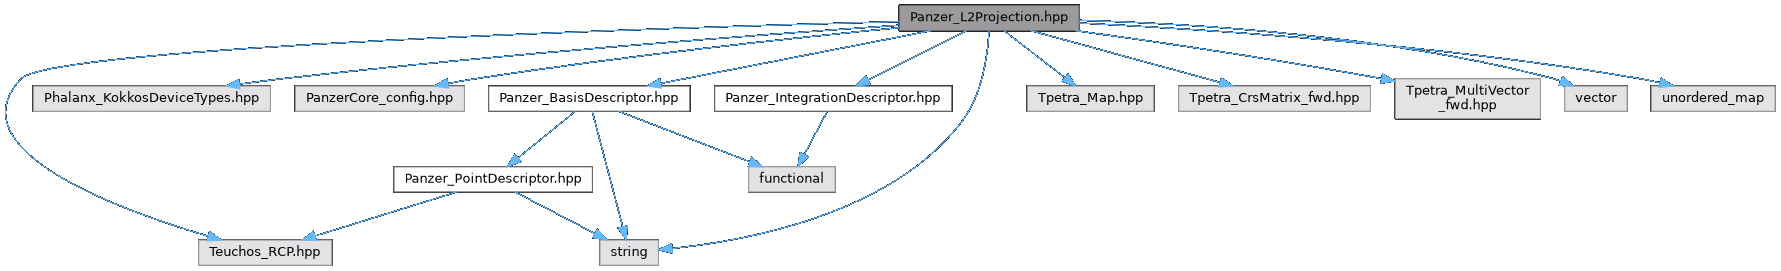 Panzer_L2Projection.hpp
Phalanx_KokkosDeviceTypes.hpp
PanzerCore_config.hpp
Panzer_BasisDescriptor.hpp
Panzer_IntegrationDescriptor.hpp
Tpetra_Map.hpp
Tpetra_CrsMatrix_fwd.hpp
Tpetra_MultiVector
_fwd.hpp
vector
unordered_map
Panzer_PointDescriptor.hpp
functional
Teuchos_RCP.hpp
string